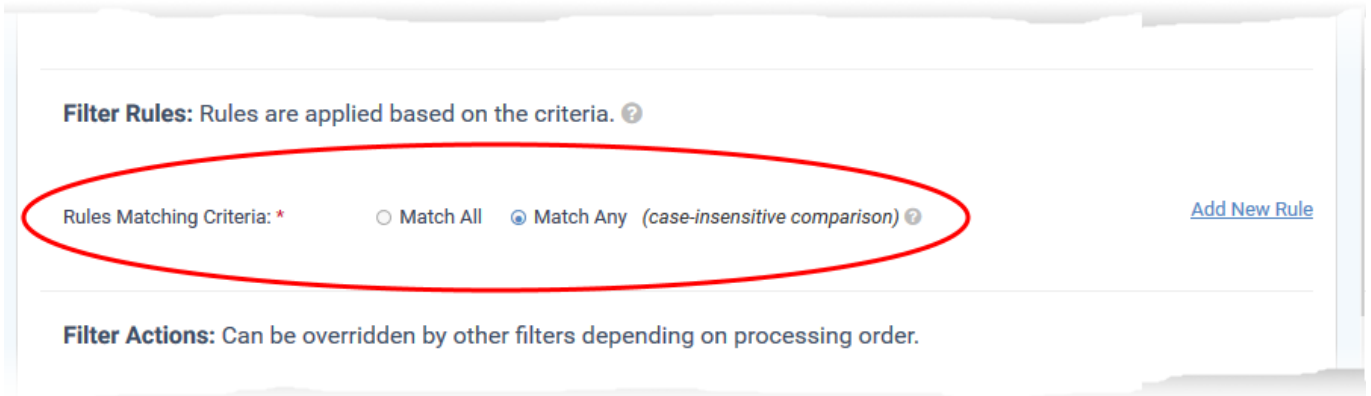 Filter Rules: Rules are applied based on the criteria.
Rules Matching Criteria: * Match All Match Any (case-insensitive comparison) Add New Rule
Filter Actions: Can be overridden by other filters depending on processing order.